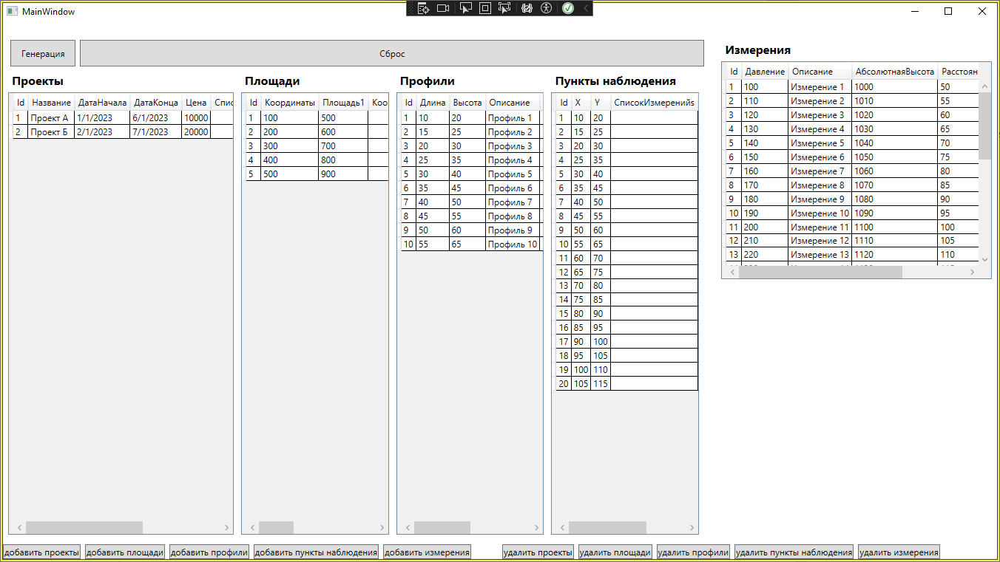 MainWindow
Генерация
Сброс
Проекты
Id Название ДатаНачала ДатаКонца Цена Спис
1 Проект А 1/1/2023 6/1/2023 10000
2 Проект Б 2/1/2023 7/1/2023 20000
Площади
Id Координаты Площадь1 Коо
1 100 500
2 200 600
3 300 700
4 400 800
5 500 900
Профили
Id Длина Высота Описание
1 10 20 Профиль 1
2 15 25 Профиль 2
3 20 30 Профиль 3
4 25 35 Профиль 4
5 30 40 Профиль 5
6 35 45 Профиль 6
7 40 50 Профиль 7
8 45 55 Профиль 8
9 50 60 Профиль 9
10 55 65 Профиль 10
Пункты наблюдения
Id X Y СписокИзмеренийs
1 10 20
2 15 25
3 20 30
4 25 35
5 30 40
6 35 45
7 40 50
8 45 55
9 50 60
10 55 65
11 60 70
12 65 75
13 70 80
14 75 85
15 80 90
16 85 95
17 90 100
18 95 105
19 100 110
20 105 115
Измерения
Id Давление Описание АбсолютнаяВысота Расстоян
1 100 Измерение 1 1000 50
2 110 Измерение 2 1010 55
3 120 Измерение 3 1020 60
4 130 Измерение 4 1030 65
5 140 Измерение 5 1040 70
6 150 Измерение 6 1050 75
7 160 Измерение 7 1060 80
8 170 Измерение 8 1070 85
9 180 Измерение 9 1080 90
10 190 Измерение 10 1090 95
11 200 Измерение 11 1100 100
12 210 Измерение 12 1110 105
13 220 Измерение 13 1120 110
добавить проекты
добавить площади
добавить профили
добавить пункты наблюдения
добавить измерения
удалить проекты
удалить площади
удалить профили
удалить пункты наблюдения
удалить измерения